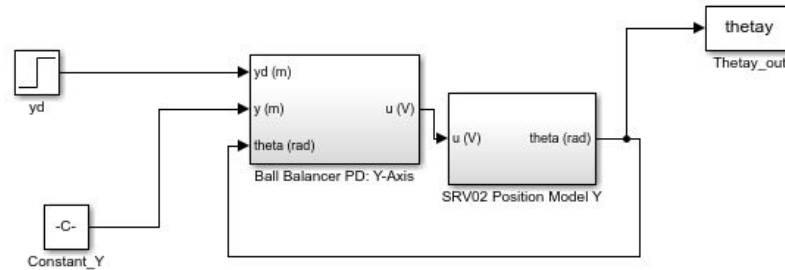 thetay
Thetay_out
yd
yd (m)
y (m)
theta (rad)
u (V)
Ball Balancer PD: Y-Axis
u (V)
theta (rad)
SRV02 Position Model Y
-C-
Constant_Y